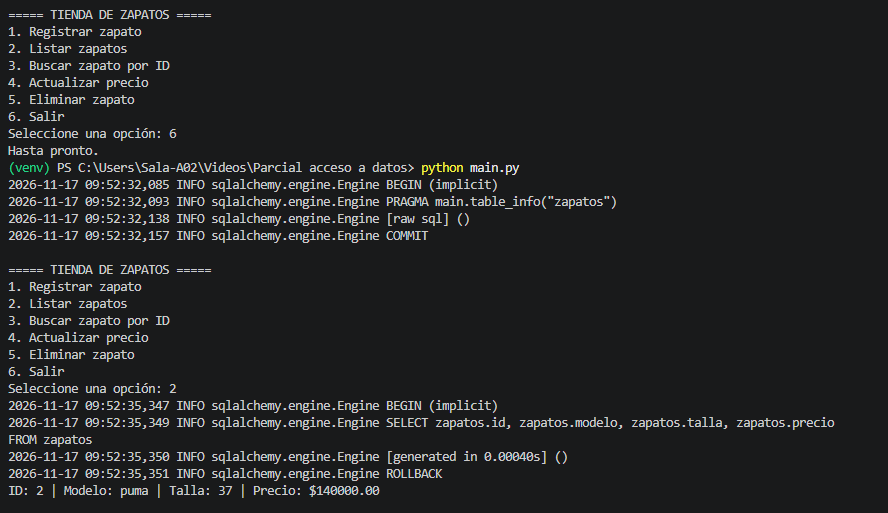 ===== TIENDA DE ZAPATOS =====
1. Registrar zapato
2. Listar zapatos
3. Buscar zapato por ID
4. Actualizar precio
5. Eliminar zapato
6. Salir
Seleccione una opción: 6
Hasta pronto.
(venv) PS C:\Users\Sala-A02\Videos\Parcial acceso a datos> python main.py
2026-11-17 09:52:32,085 INFO sqlalchemy.engine.Engine BEGIN (implicit)
2026-11-17 09:52:32,093 INFO sqlalchemy.engine.Engine PRAGMA main.table_info("zapatos")
2026-11-17 09:52:32,138 INFO sqlalchemy.engine.Engine [raw sql] ()
2026-11-17 09:52:32,157 INFO sqlalchemy.engine.Engine COMMIT
===== TIENDA DE ZAPATOS =====
1. Registrar zapato
2. Listar zapatos
3. Buscar zapato por ID
4. Actualizar precio
5. Eliminar zapato
6. Salir
Seleccione una opción: 2
2026-11-17 09:52:35,347 INFO sqlalchemy.engine.Engine BEGIN (implicit)
2026-11-17 09:52:35,349 INFO sqlalchemy.engine.Engine SELECT zapatos.id, zapatos.modelo, zapatos.talla, zapatos.precio
FROM zapatos
2026-11-17 09:52:35,350 INFO sqlalchemy.engine.Engine [generated in 0.00040s] ()
2026-11-17 09:52:35,351 INFO sqlalchemy.engine.Engine ROLLBACK
ID: 2 | Modelo: puma | Talla: 37 | Precio: $140000.00